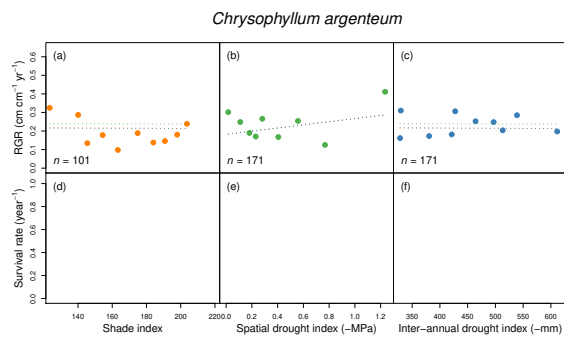 Chrysophyllum argenteum
(a)
(b)
(c)
RGR (cm cm⁻¹ yr⁻¹)
0.0 0.1 0.2 0.3 0.4 0.5 0.6
n = 101
n = 171
n = 171
(d)
(e)
(f)
Survival rate (year⁻¹)
0.0 0.2 0.4 0.6 0.8 1.0
140 160 180 200 220
0.0 0.2 0.4 0.6 0.8 1.0 1.2
350 400 450 500 550 600
Shade index
Spatial drought index (−MPa)
Inter−annual drought index (−mm)